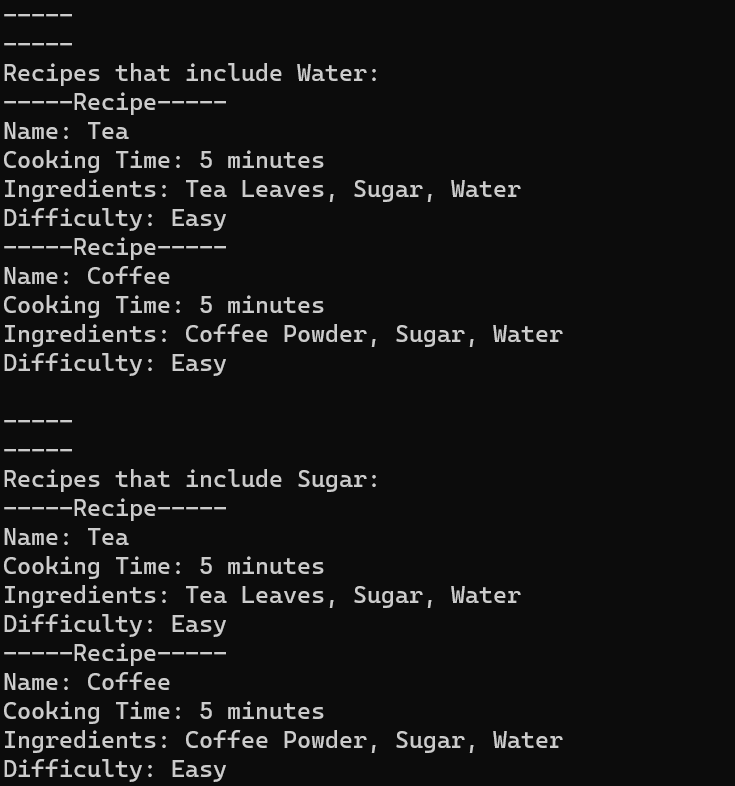 -----
-----
Recipes that include Water:
-----Recipe-----
Name: Tea
Cooking Time: 5 minutes
Ingredients: Tea Leaves, Sugar, Water
Difficulty: Easy
-----Recipe-----
Name: Coffee
Cooking Time: 5 minutes
Ingredients: Coffee Powder, Sugar, Water
Difficulty: Easy

-----
-----
Recipes that include Sugar:
-----Recipe-----
Name: Tea
Cooking Time: 5 minutes
Ingredients: Tea Leaves, Sugar, Water
Difficulty: Easy
-----Recipe-----
Name: Coffee
Cooking Time: 5 minutes
Ingredients: Coffee Powder, Sugar, Water
Difficulty: Easy